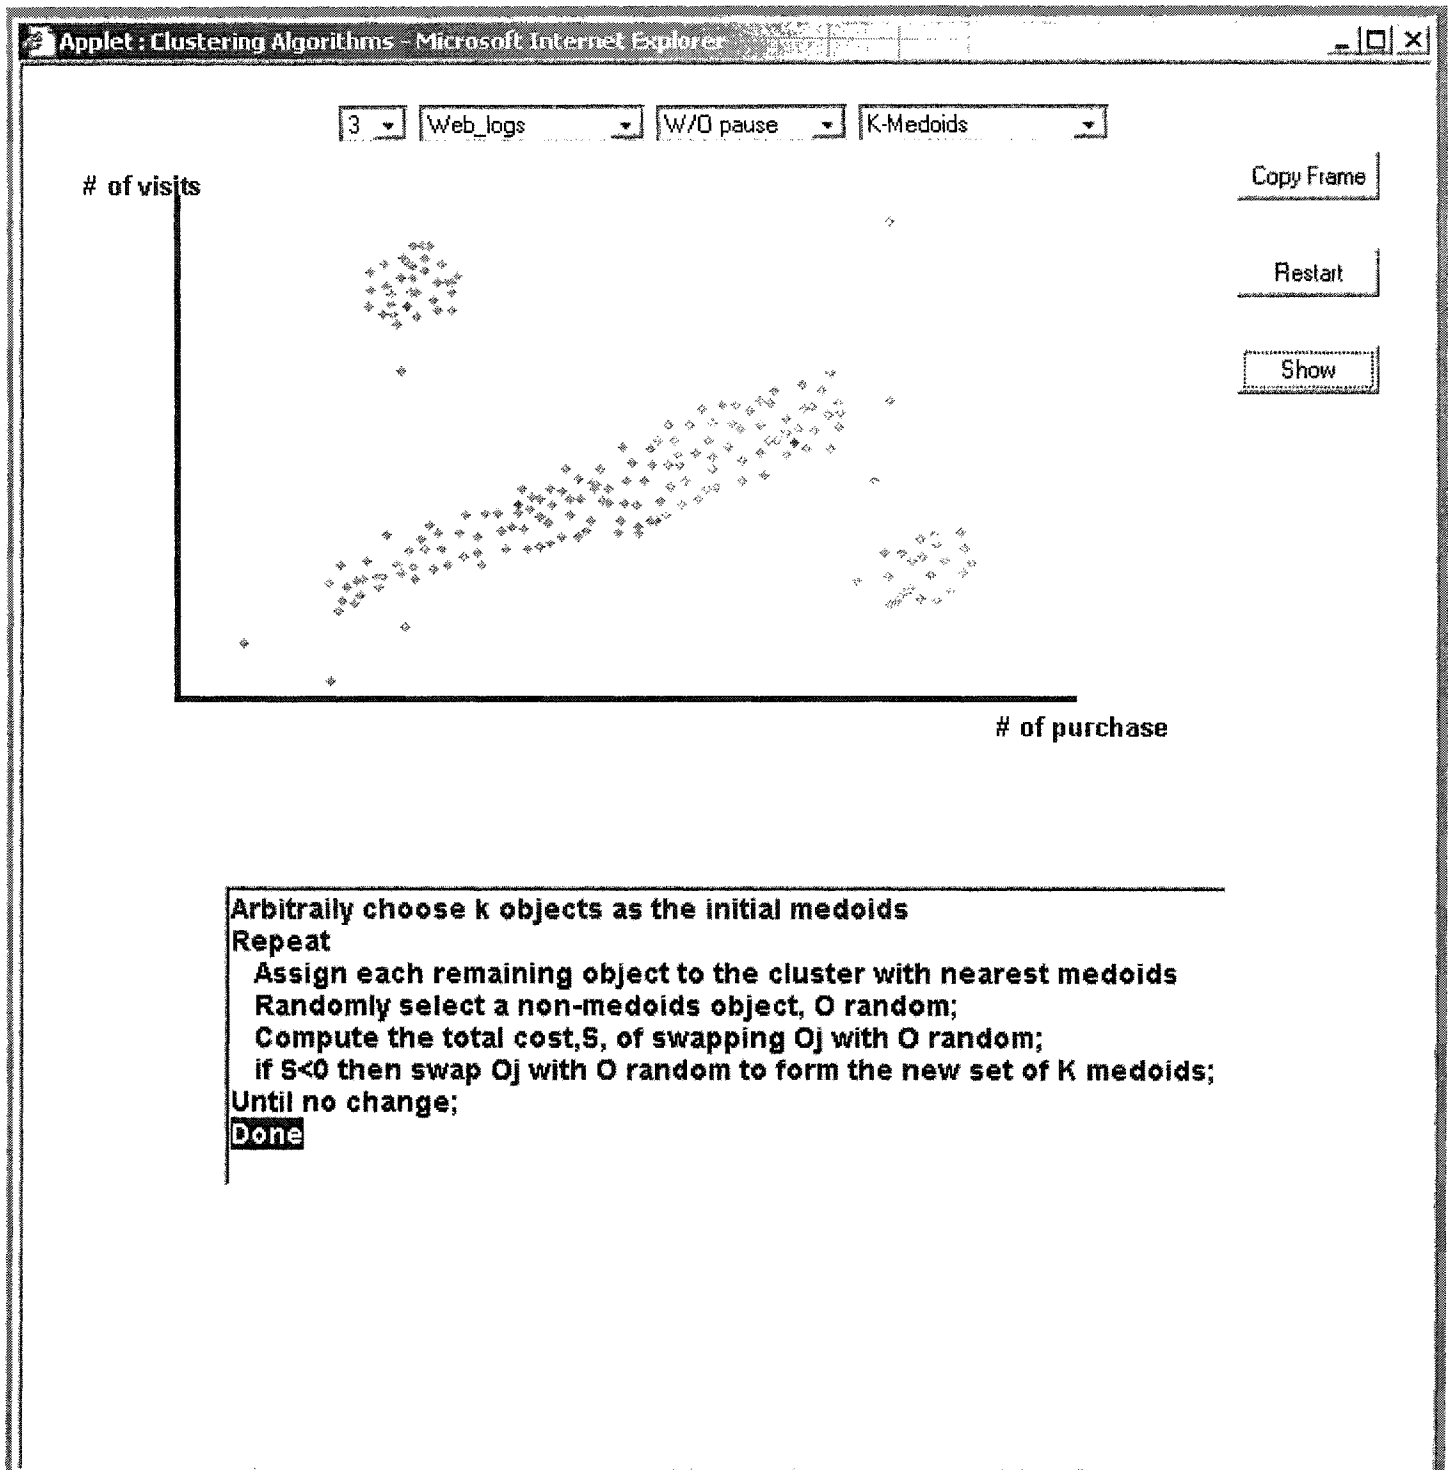 Applet : Clustering Algorithms - Microsoft Internet Explorer
3 Web_logs W/O pause K-Medoids
# of visits
Copy Frame
Restart
Show
# of purchase
Arbitraily choose k objects as the initial medoids
Repeat
Assign each remaining object to the cluster with nearest medoids
Randomly select a non-medoids object, O random;
Compute the total cost,S, of swapping Oj with O random;
if S<0 then swap Oj with O random to form the new set of K medoids;
Until no change;
Done